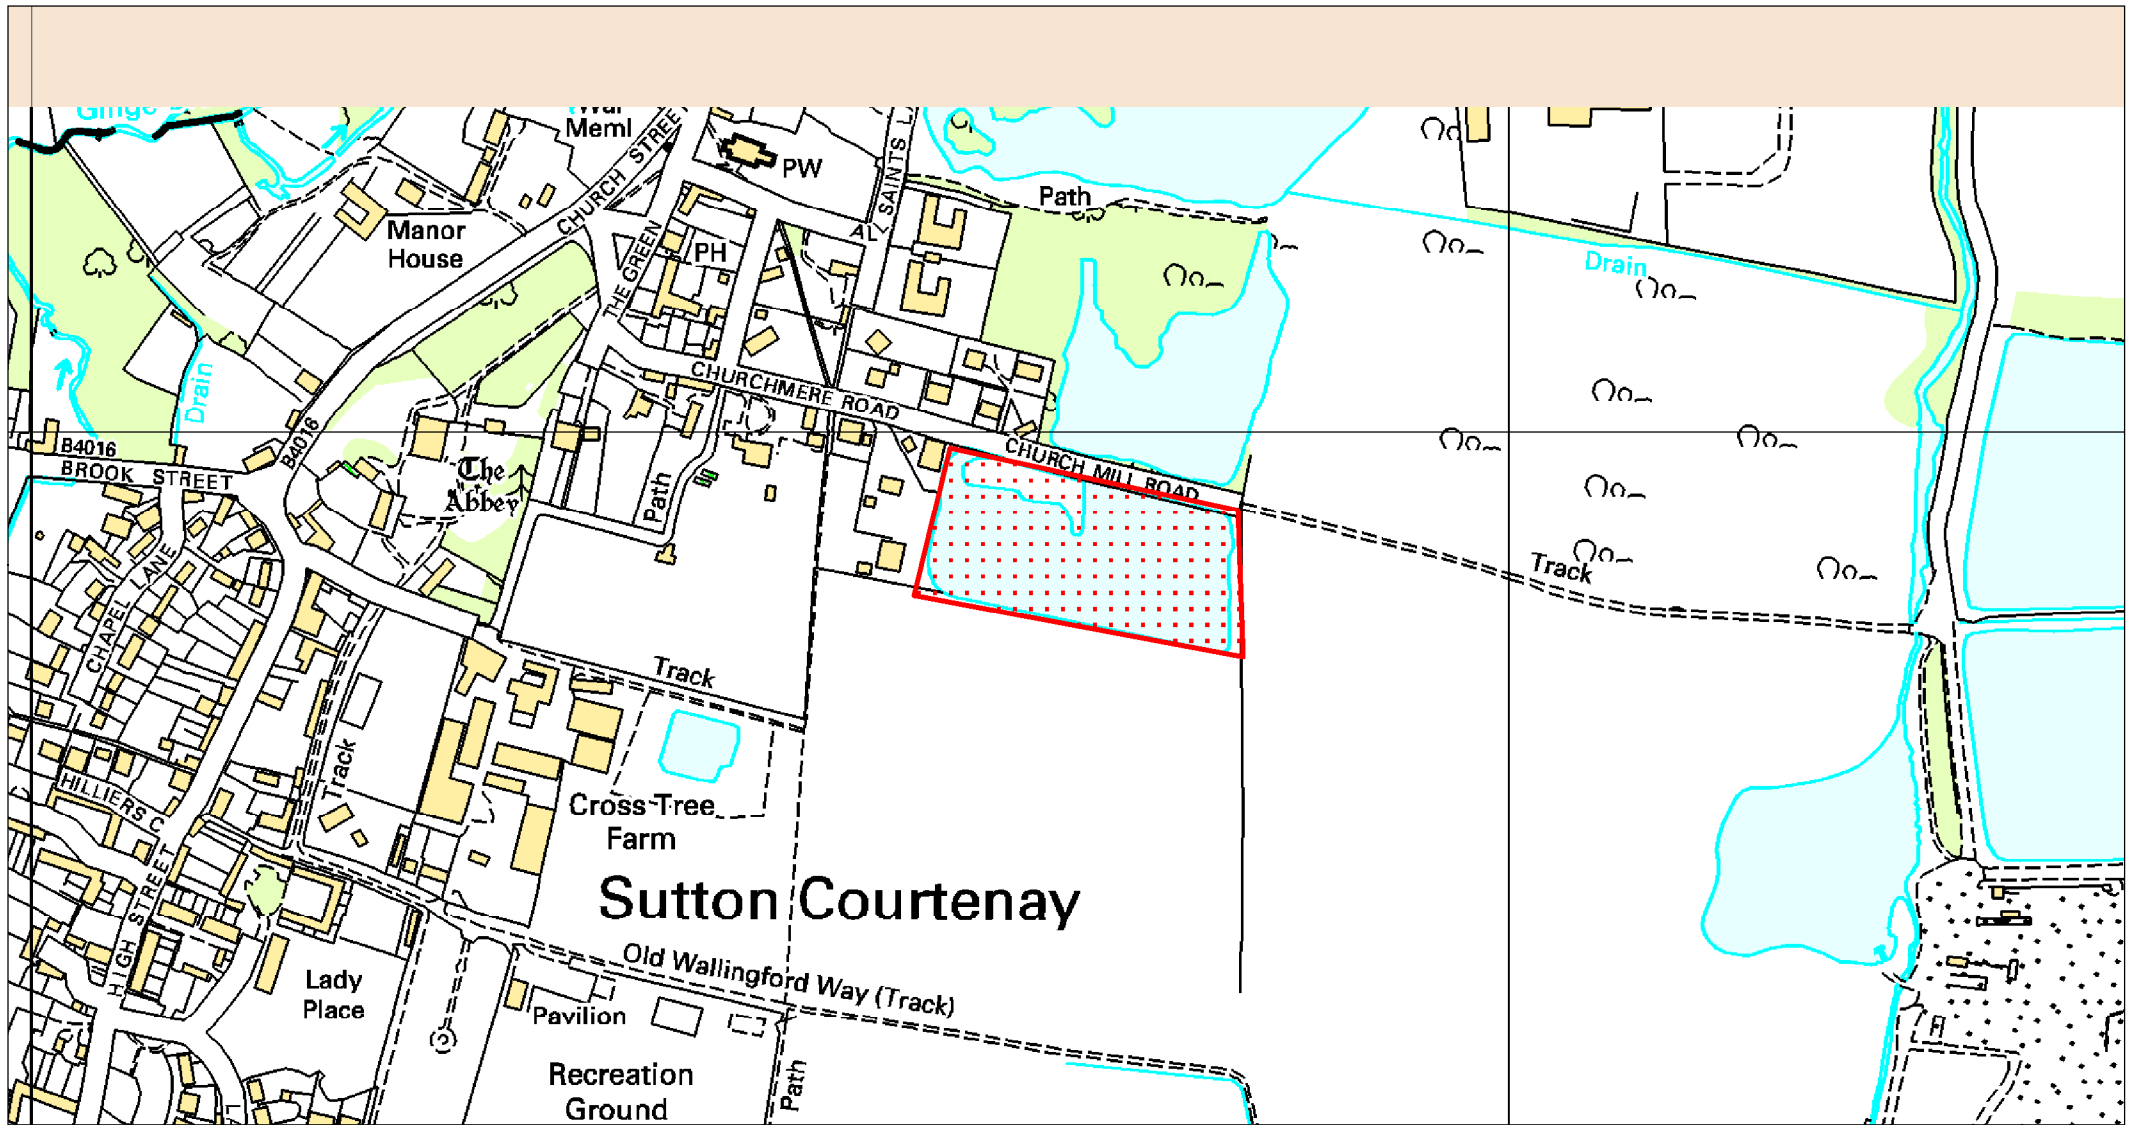 Meml
CHURCH STREET
PW
ALL SAINTS L
Path
Manor
House
THE GREEN
PH
Drain
Drain
CHURCHMERE ROAD
B4016
B4016
BROOK STREET
The
Abbey
Path
CHURCH MILL ROAD
Track
CHAPEL LANE
Track
Track
HILLIERS C
Cross Tree
Farm
HIGH STREET
Sutton Courtenay
Old Wallingford Way (Track)
Lady
Place
Pavilion
Recreation
Ground
Path